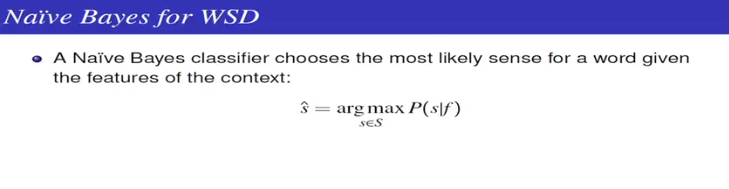 Naïve Bayes for WSD
A Naïve Bayes classifier chooses the most likely sense for a word given
the features of the context:
ŝ = arg max P(s|f)
s∈S